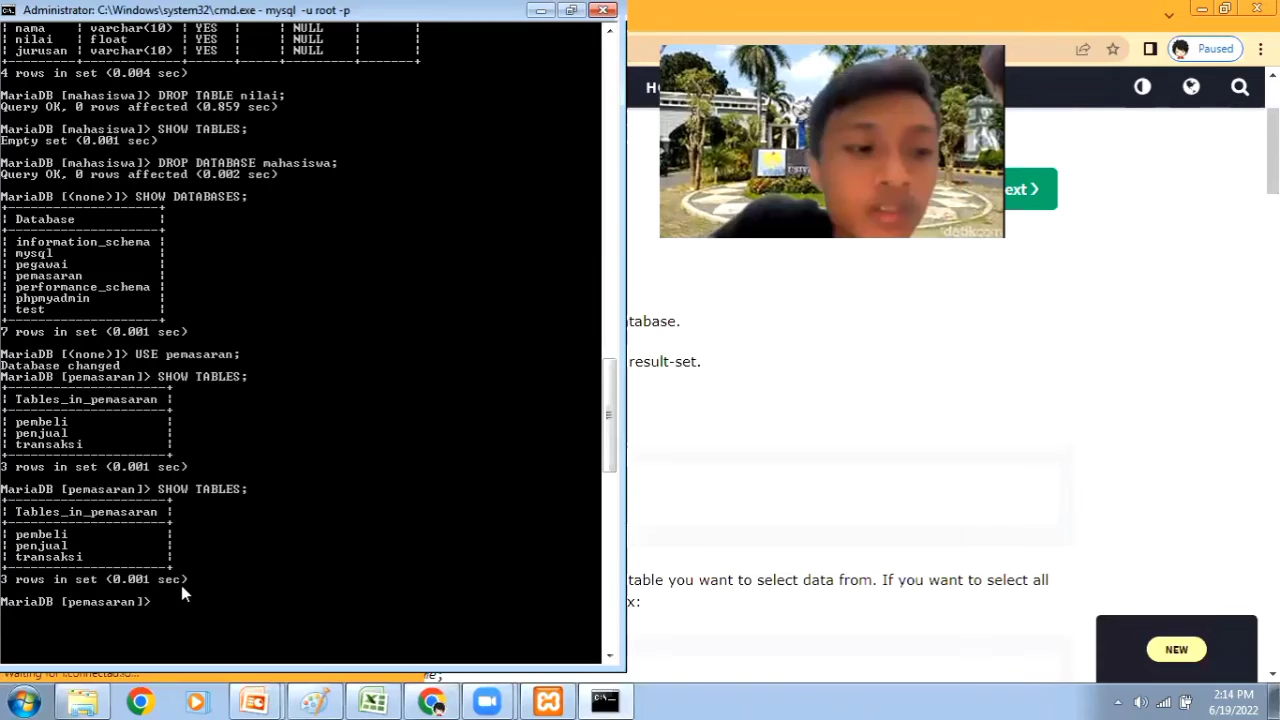 Administrator: C:\Windows\system32\cmd.exe - mysql -u root -p
| nama | varchar(10) | YES | | NULL | |
| nilai | float | YES | | NULL | |
| jurusan | varchar(10) | YES | | NULL | |
+---------+-------------+------+-----+---------+-------+
4 rows in set (0.004 sec)
MariaDB [mahasiswa]> DROP TABLE nilai;
Query OK, 0 rows affected (0.859 sec)
MariaDB [mahasiswa]> SHOW TABLES;
Empty set (0.001 sec)
MariaDB [mahasiswa]> DROP DATABASE mahasiswa;
Query OK, 0 rows affected (0.002 sec)
MariaDB [(none)]> SHOW DATABASES;
+--------------------+
| Database |
+--------------------+
| information_schema |
| mysql |
| pegawai |
| pemasaran |
| performance_schema |
| phpmyadmin |
| test |
+--------------------+
7 rows in set (0.001 sec)
MariaDB [(none)]> USE pemasaran;
Database changed
MariaDB [pemasaran]> SHOW TABLES;
+---------------------+
| Tables_in_pemasaran |
+---------------------+
| pembeli |
| penjual |
| transaksi |
+---------------------+
3 rows in set (0.001 sec)
MariaDB [pemasaran]> SHOW TABLES;
+---------------------+
| Tables_in_pemasaran |
+---------------------+
| pembeli |
| penjual |
| transaksi |
+---------------------+
3 rows in set (0.001 sec)
MariaDB [pemasaran]>
Paused
Ho
detikcom
ext ❯
tabase.
result-set.
table you want to select data from. If you want to select all
x:
NEW
me;
2:14 PM
6/19/2022